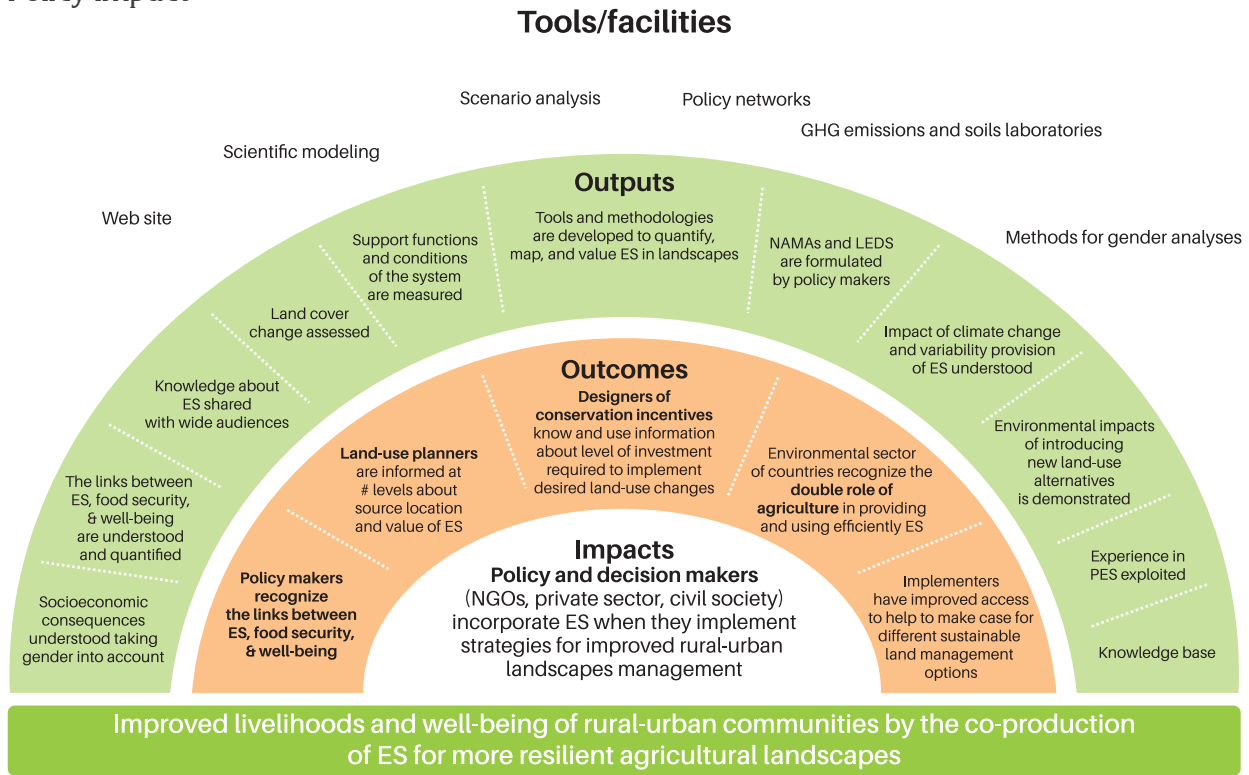 Policy impact
Tools/facilities
Scenario analysis
Policy networks
GHG emissions and soils laboratories
Scientific modeling
Web site
Methods for gender analyses
Outputs
Socioeconomic
consequences
understood taking
gender into account
The links between
ES, food security,
& well-being
are understood
and quantified
Knowledge about
ES shared
with wide audiences
Land cover
change assessed
Support functions
and conditions
of the system
are measured
Tools and methodologies
are developed to quantify,
map, and value ES in landscapes
NAMAs and LEDS
are formulated
by policy makers
Impact of climate change
and variability provision
of ES understood
Environmental impacts
of introducing
new land-use
alternatives
is demonstrated
Experience in
PES exploited
Knowledge base
Outcomes
Policy makers
recognize
the links between
ES, food security,
& well-being
Land-use planners
are informed at
# levels about
source location
and value of ES
Designers of
conservation incentives
know and use information
about level of investment
required to implement
desired land-use changes
Environmental sector
of countries recognize the
double role of
agriculture in providing
and using efficiently ES
Implementers
have improved access
to help to make case for
different sustainable
land management
options
Impacts
Policy and decision makers
(NGOs, private sector, civil society)
incorporate ES when they implement
strategies for improved rural-urban
landscapes management
Improved livelihoods and well-being of rural-urban communities by the co-production
of ES for more resilient agricultural landscapes